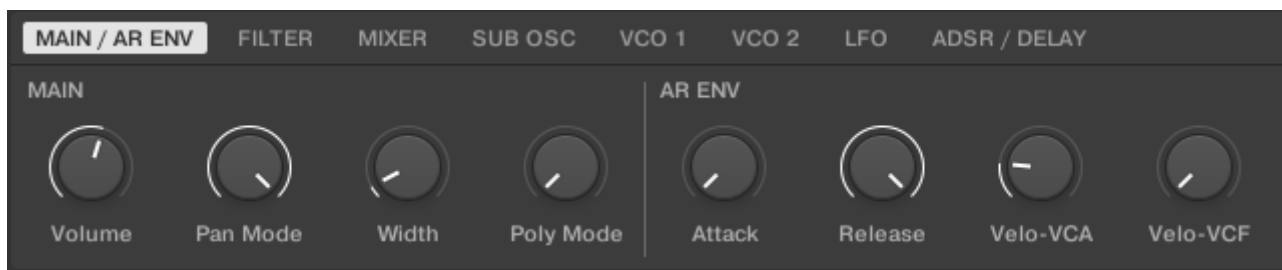 MAIN / AR ENV FILTER MIXER SUB OSC VCO 1 VCO 2 LFO ADSR / DELAY
MAIN AR ENV
Volume Pan Mode Width Poly Mode Attack Release Velo-VCA Velo-VCF